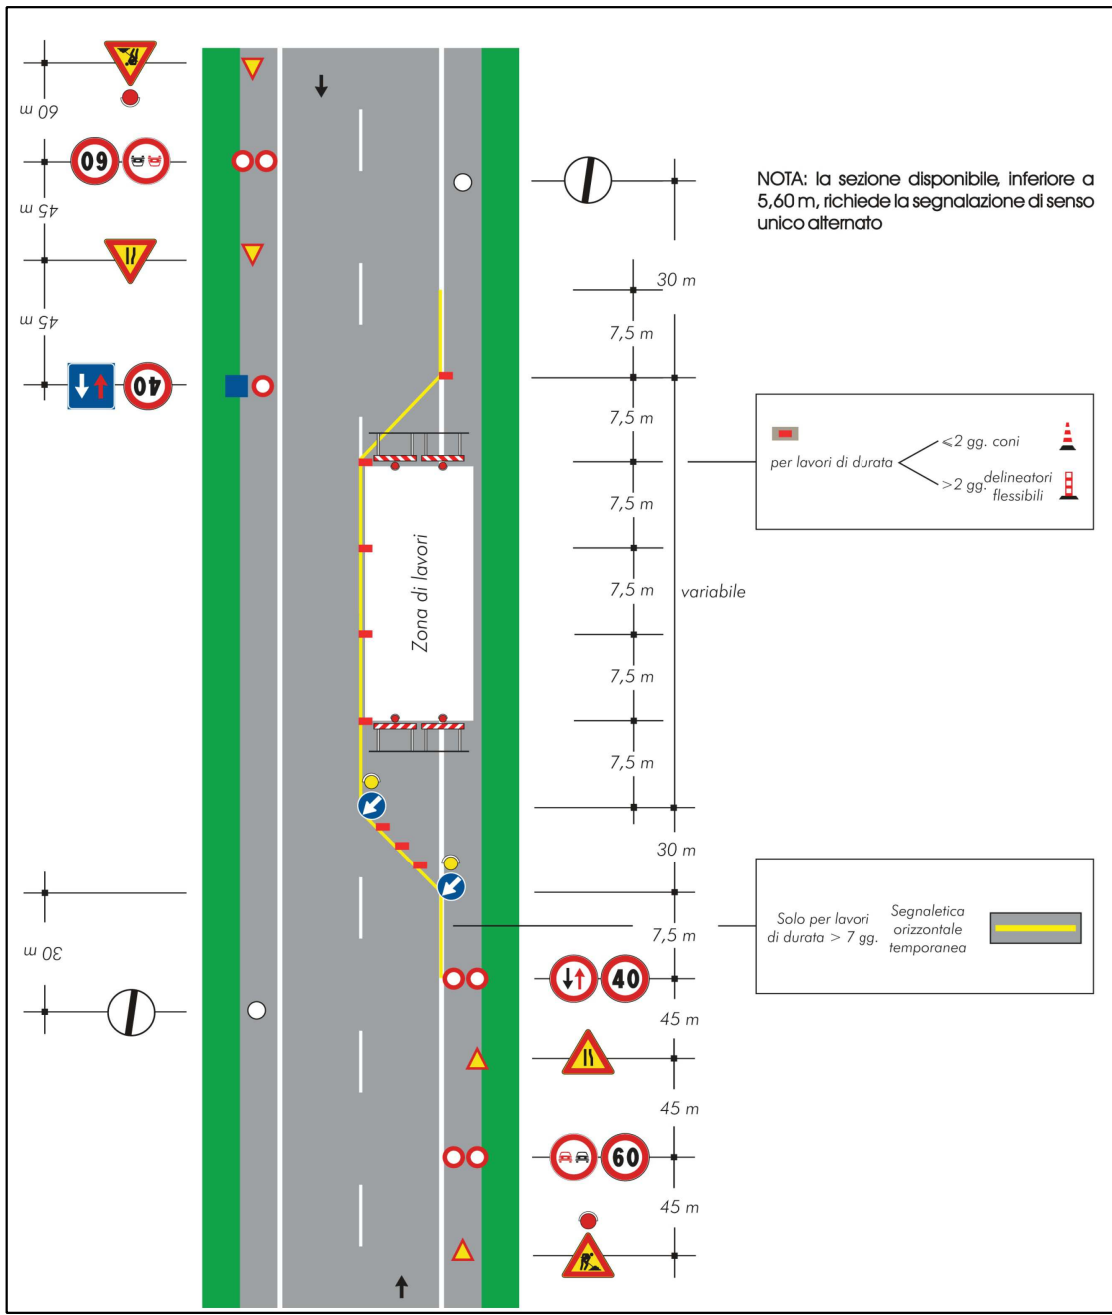 60 m
60
45 m
45 m
40
30 m
NOTA: la sezione disponibile, inferiore a
5,60 m, richiede la segnalazione di senso
unico alternato
30 m
7,5 m
7,5 m
7,5 m
7,5 m
7,5 m
7,5 m
variabile
30 m
7,5 m
45 m
45 m
45 m
Zona di lavori
per lavori di durata
≤2 gg. coni
>2 gg. delineatori
flessibili
Solo per lavori
di durata > 7 gg.
Segnaletica
orizzontale
temporanea
40
60